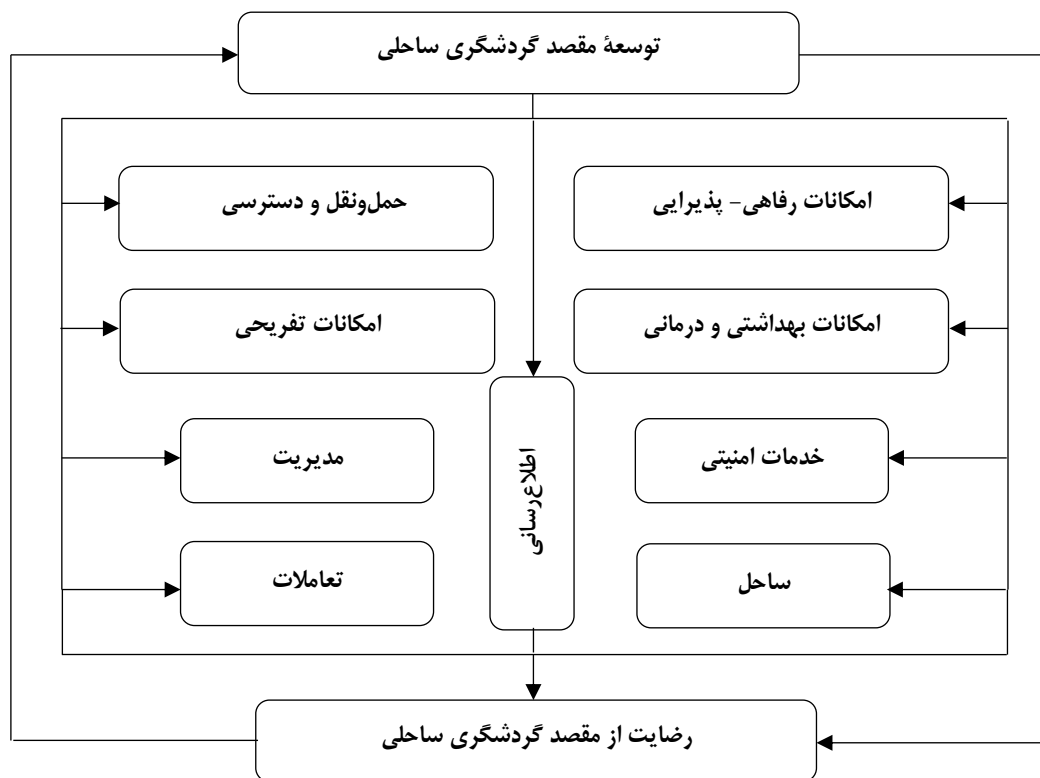 توسعهٔ مقصد گردشگری ساحلی
امکانات رفاهی- پذیرایی
حمل‌ونقل و دسترسی
امکانات بهداشتی و درمانی
امکانات تفریحی
اطلاع‌رسانی
خدمات امنیتی
مدیریت
ساحل
تعاملات
رضایت از مقصد گردشگری ساحلی